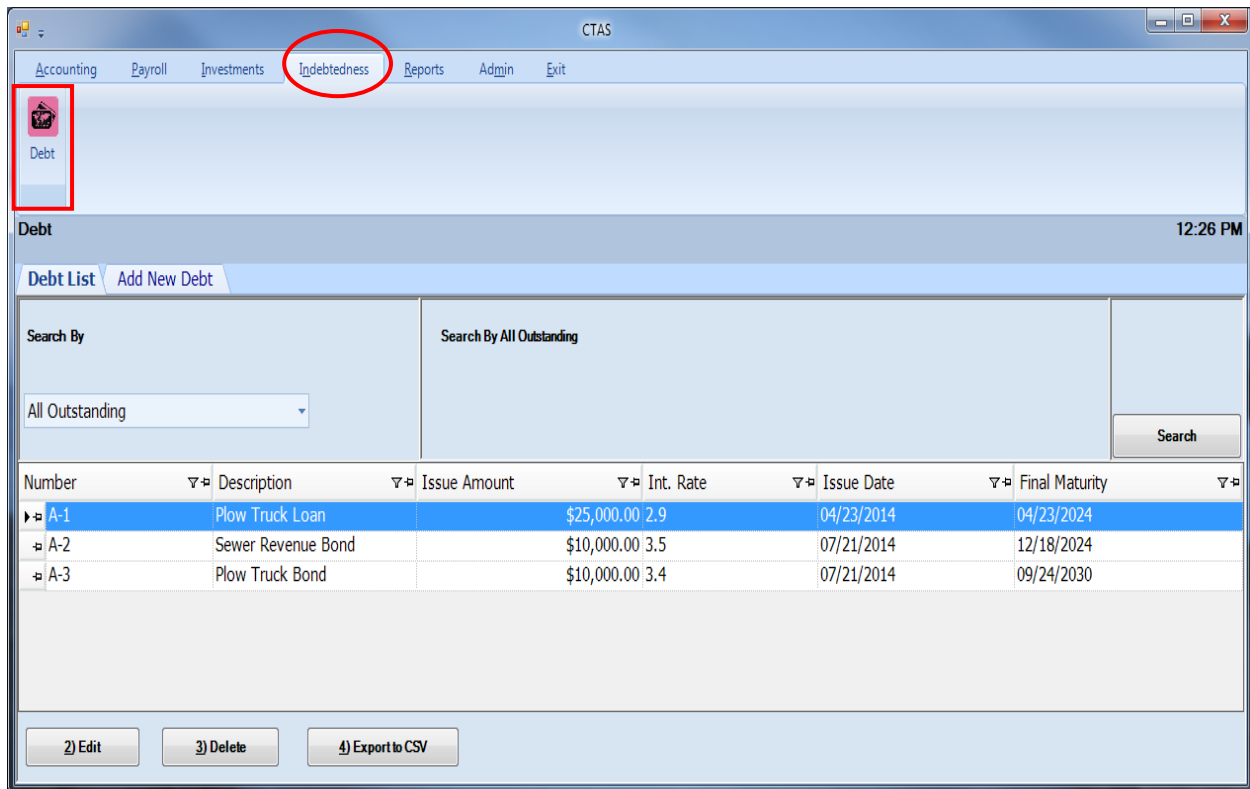 CTAS
Accounting Payroll Investments Indebtedness Reports Admin Exit
Debt
Debt 12:26 PM
Debt List Add New Debt
Search By Search By All Outstanding
All Outstanding
Search
Number Description Issue Amount Int. Rate Issue Date Final Maturity
A-1 Plow Truck Loan $25,000.00 2.9 04/23/2014 04/23/2024
A-2 Sewer Revenue Bond $10,000.00 3.5 07/21/2014 12/18/2024
A-3 Plow Truck Bond $10,000.00 3.4 07/21/2014 09/24/2030
2) Edit 3) Delete 4) Export to CSV